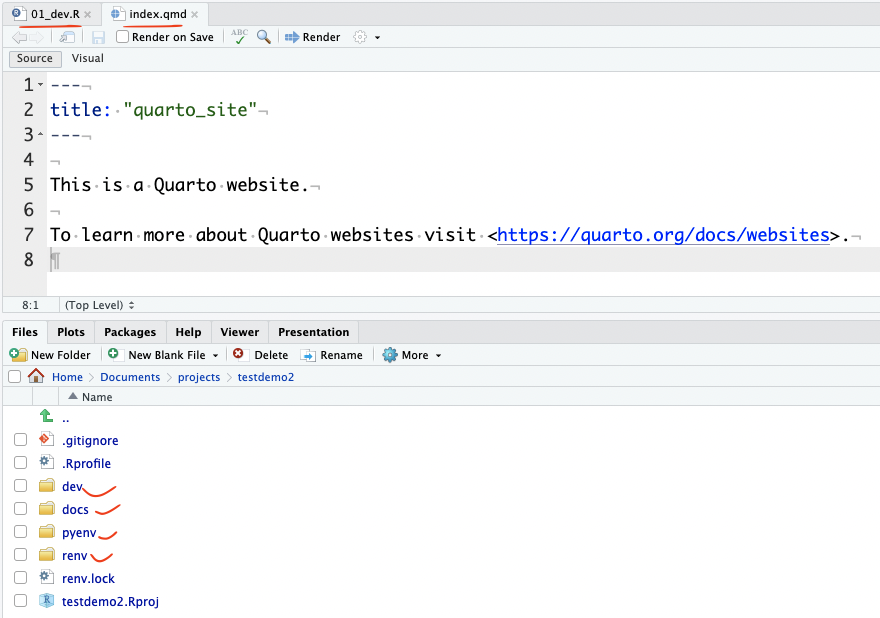 01_dev.R index.qmd
Render on Save ABC Render
Source Visual
1 ---
2 title: "quarto_site"
3 ---
4
5 This is a Quarto website.
6
7 To learn more about Quarto websites visit <https://quarto.org/docs/websites>.
8
8:1 (Top Level)
Files Plots Packages Help Viewer Presentation
New Folder New Blank File Delete Rename More
Home Documents projects testdemo2
Name
..
.gitignore
.Rprofile
dev
docs
pyenv
renv
renv.lock
testdemo2.Rproj